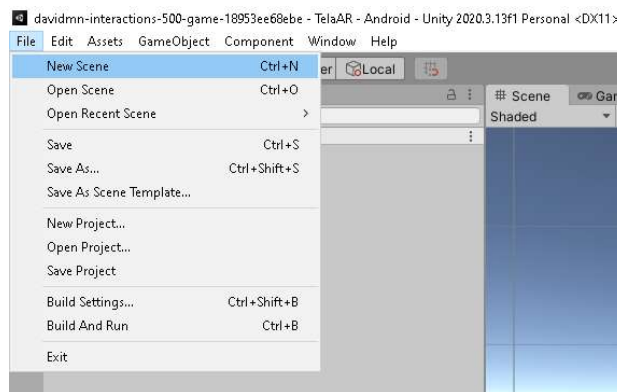 davidmn-interactions-500-game-18953ee68ebe - TelaAR - Android - Unity 2020.3.13f1 Personal <DX11>
File Edit Assets GameObject Component Window Help
New Scene Ctrl+N
er Local
Open Scene Ctrl+O
# Scene Gar
Open Recent Scene >
Shaded
Save Ctrl+S
Save As... Ctrl+Shift+S
Save As Scene Template...
New Project...
Open Project...
Save Project
Build Settings... Ctrl+Shift+B
Build And Run Ctrl+B
Exit